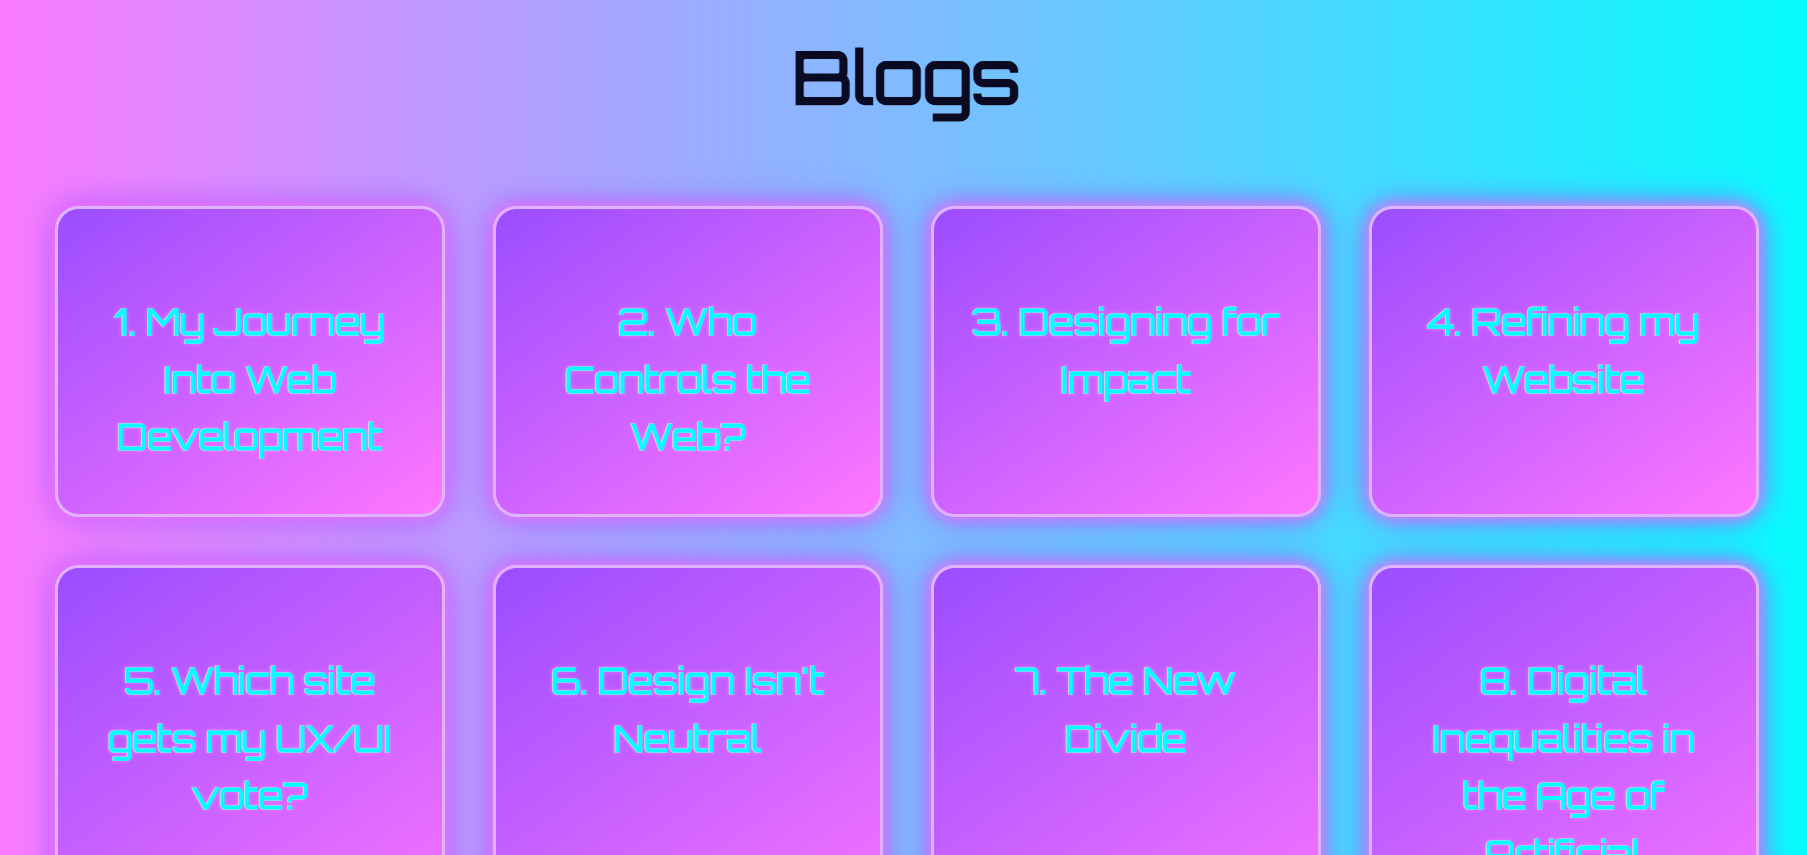 Blogs
1. My Journey
Into Web
Development
2. Who
Controls the
Web?
3. Designing for
Impact
4. Refining my
Website
5. Which site
gets my UX/UI
vote?
6. Design Isn't
Neutral
7. The New
Divide
8. Digital
Inequalities in
the Age of
Artificial